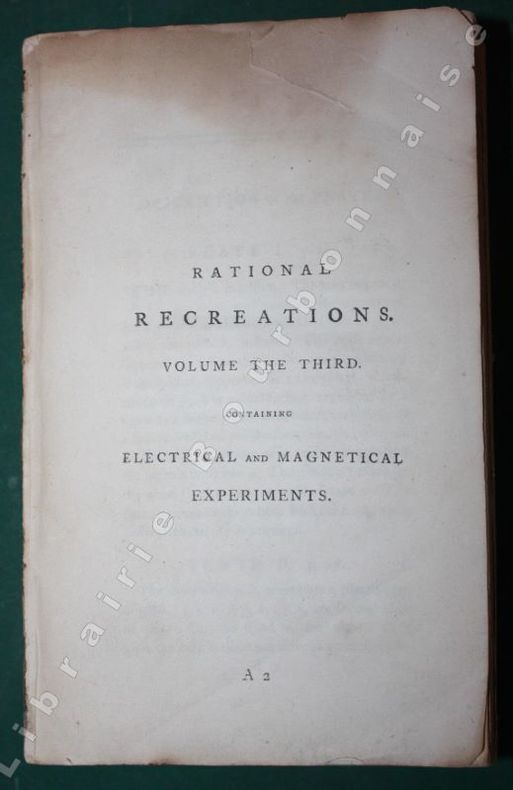 RATIONAL
RECREATIONS.
VOLUME THE THIRD.
CONTAINING
ELECTRICAL AND MAGNETICAL
EXPERIMENTS.
A 2
Librairie Bourbonnaise